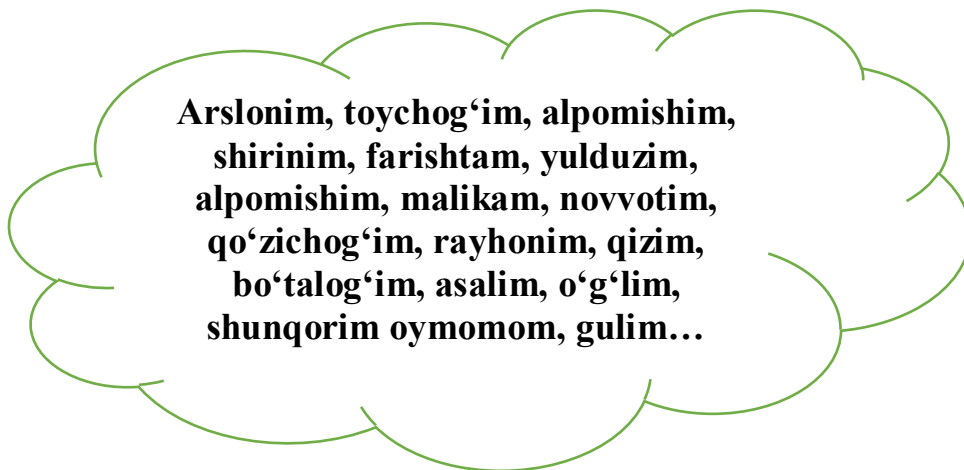 Arslonim, toychog‘im, alpomishim,
shirinim, farishtam, yulduzim,
alpomishim, malikam, novvotim,
qo‘zichog‘im, rayhonim, qizim,
bo‘talog‘im, asalim, o‘g‘lim,
shunqorim oymomom, gulim…